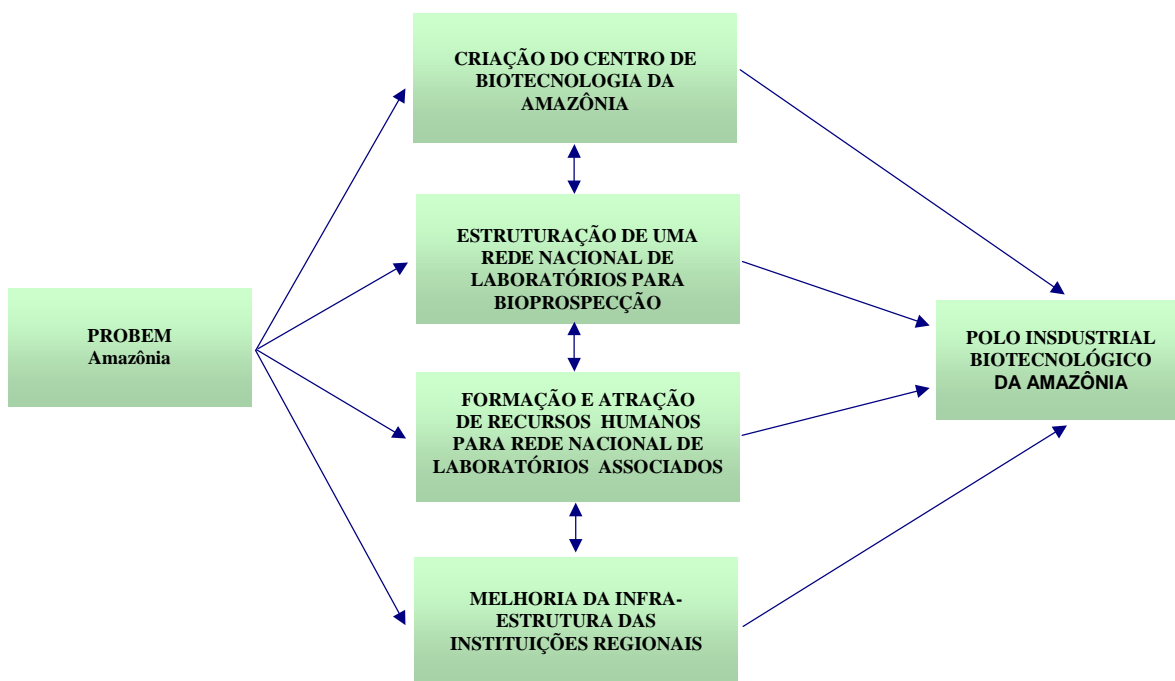 CRIAÇÃO DO CENTRO DE
BIOTECNOLOGIA DA
AMAZÔNIA
ESTRUTURAÇÃO DE UMA
REDE NACIONAL DE
LABORATÓRIOS PARA
BIOPROSPECÇÃO
PROBEM
Amazônia
FORMAÇÃO E ATRAÇÃO
DE RECURSOS HUMANOS
PARA REDE NACIONAL DE
LABORATÓRIOS ASSOCIADOS
MELHORIA DA INFRA-
ESTRUTURA DAS
INSTITUIÇÕES REGIONAIS
POLO INSDUSTRIAL
BIOTECNOLÓGICO
DA AMAZÔNIA